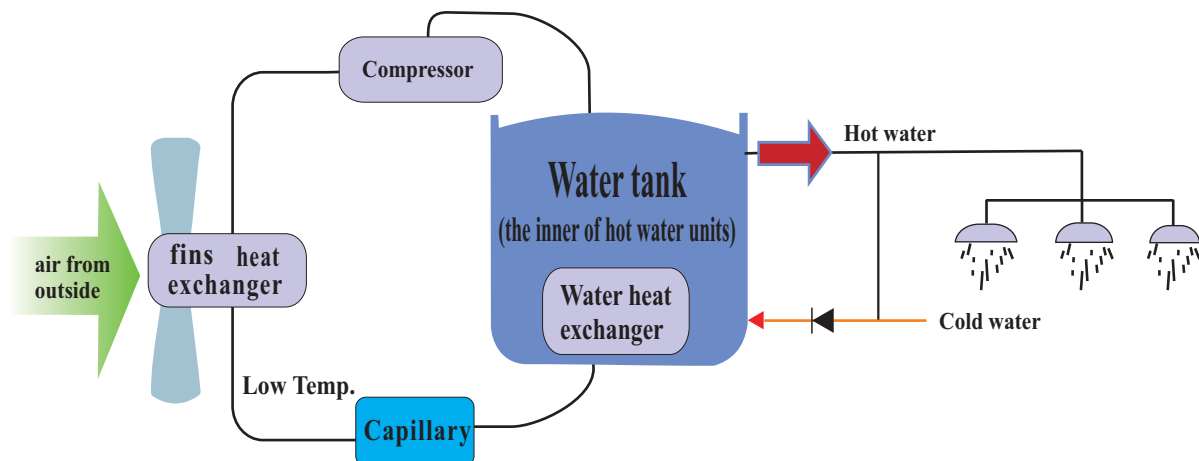 Compressor
Hot water
Water tank
(the inner of hot water units)
air from
outside
fins heat
exchanger
Water heat
exchanger
Cold water
Low Temp.
Capillary